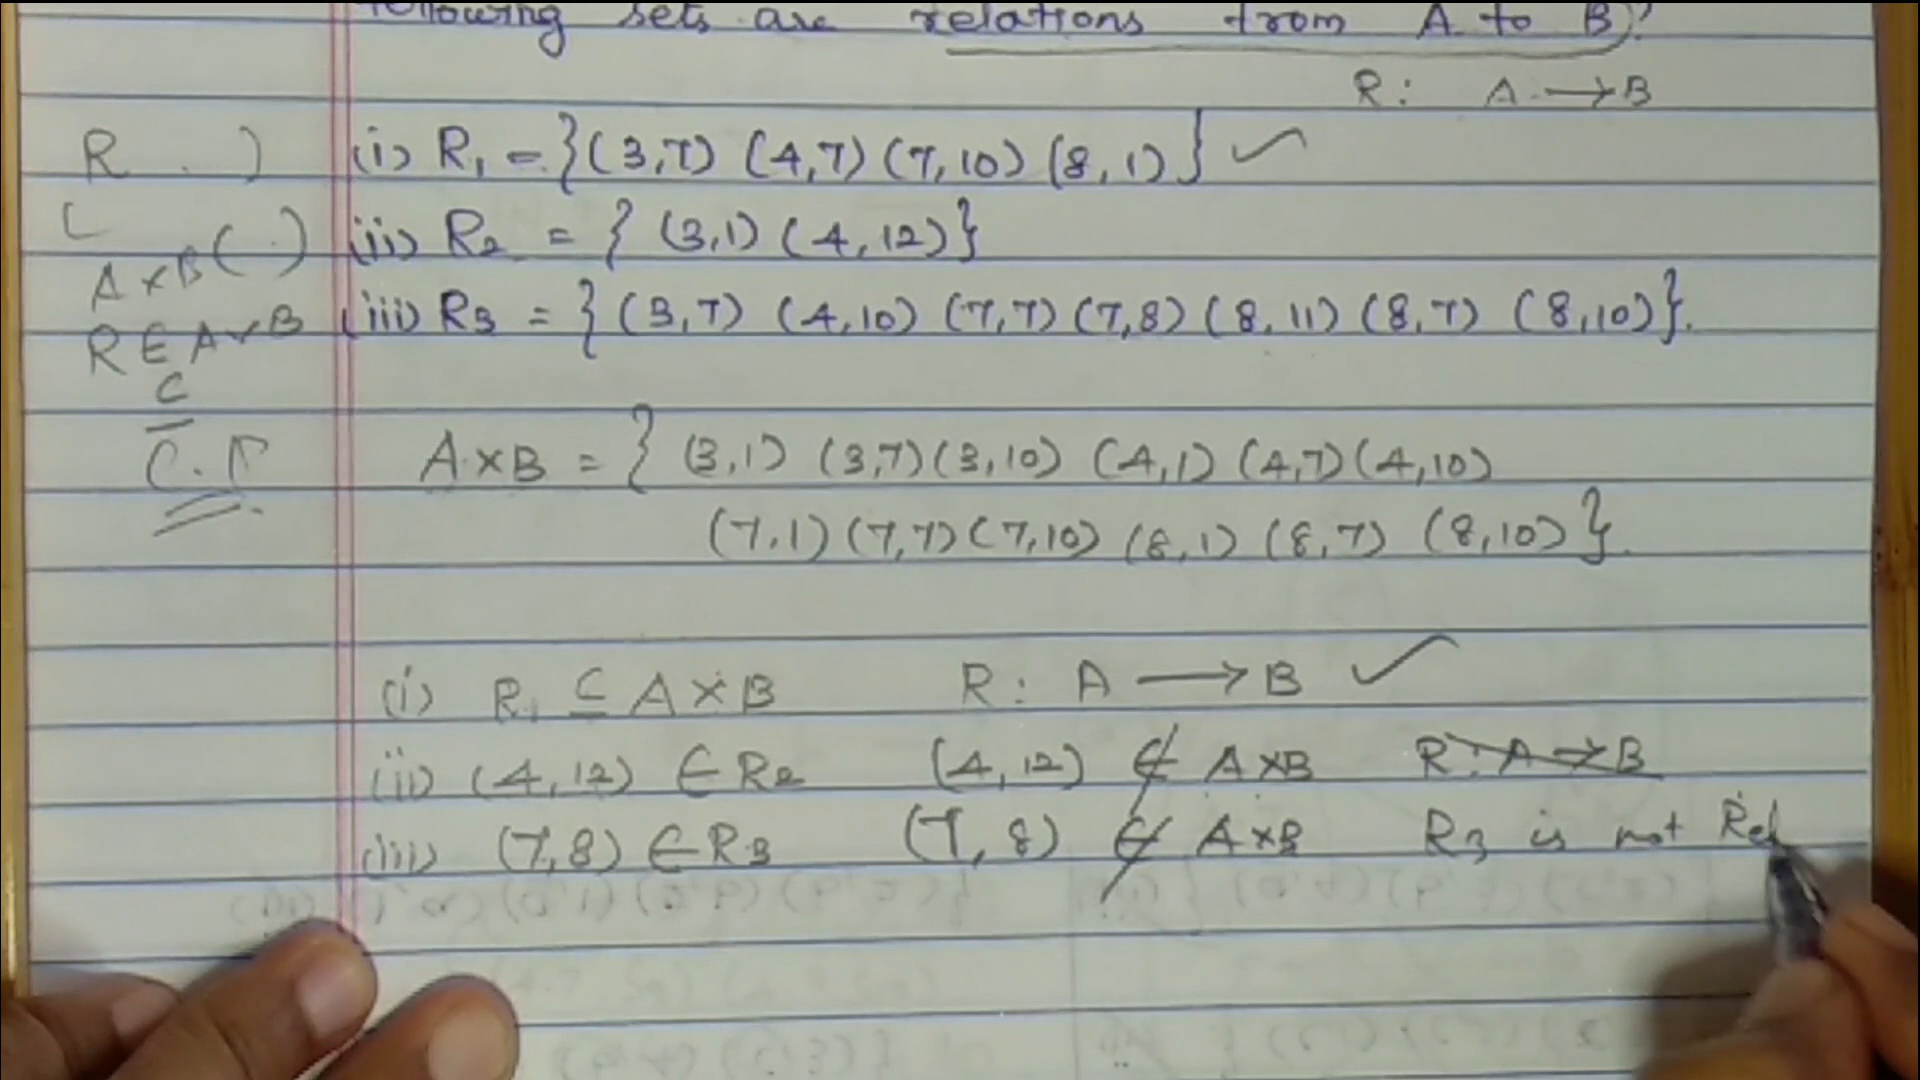 following sets are relations from A to B?
R: A → B
(i) R₁ = {(3,7) (4,7) (7,10) (8,1)} ✓
(ii) R₂ = {(3,1) (4,12)}
(iii) R₃ = {(3,7) (4,10) (7,7) (7,8) (8,11) (8,7) (8,10)}.
R . )
A×B ( . )
R ∈ A×B
⊆
C.P
A×B = {(3,1) (3,7) (3,10) (4,1) (4,7) (4,10)
(7,1) (7,7) (7,10) (8,1) (8,7) (8,10)}.
(i) R₁ ⊆ A×B R: A → B ✓
(ii) (4,12) ∈ R₂ (4,12) ∉ A×B R: A → B
(iii) (7,8) ∈ R₃ (7,8) ∉ A×B R₃ is not Rel